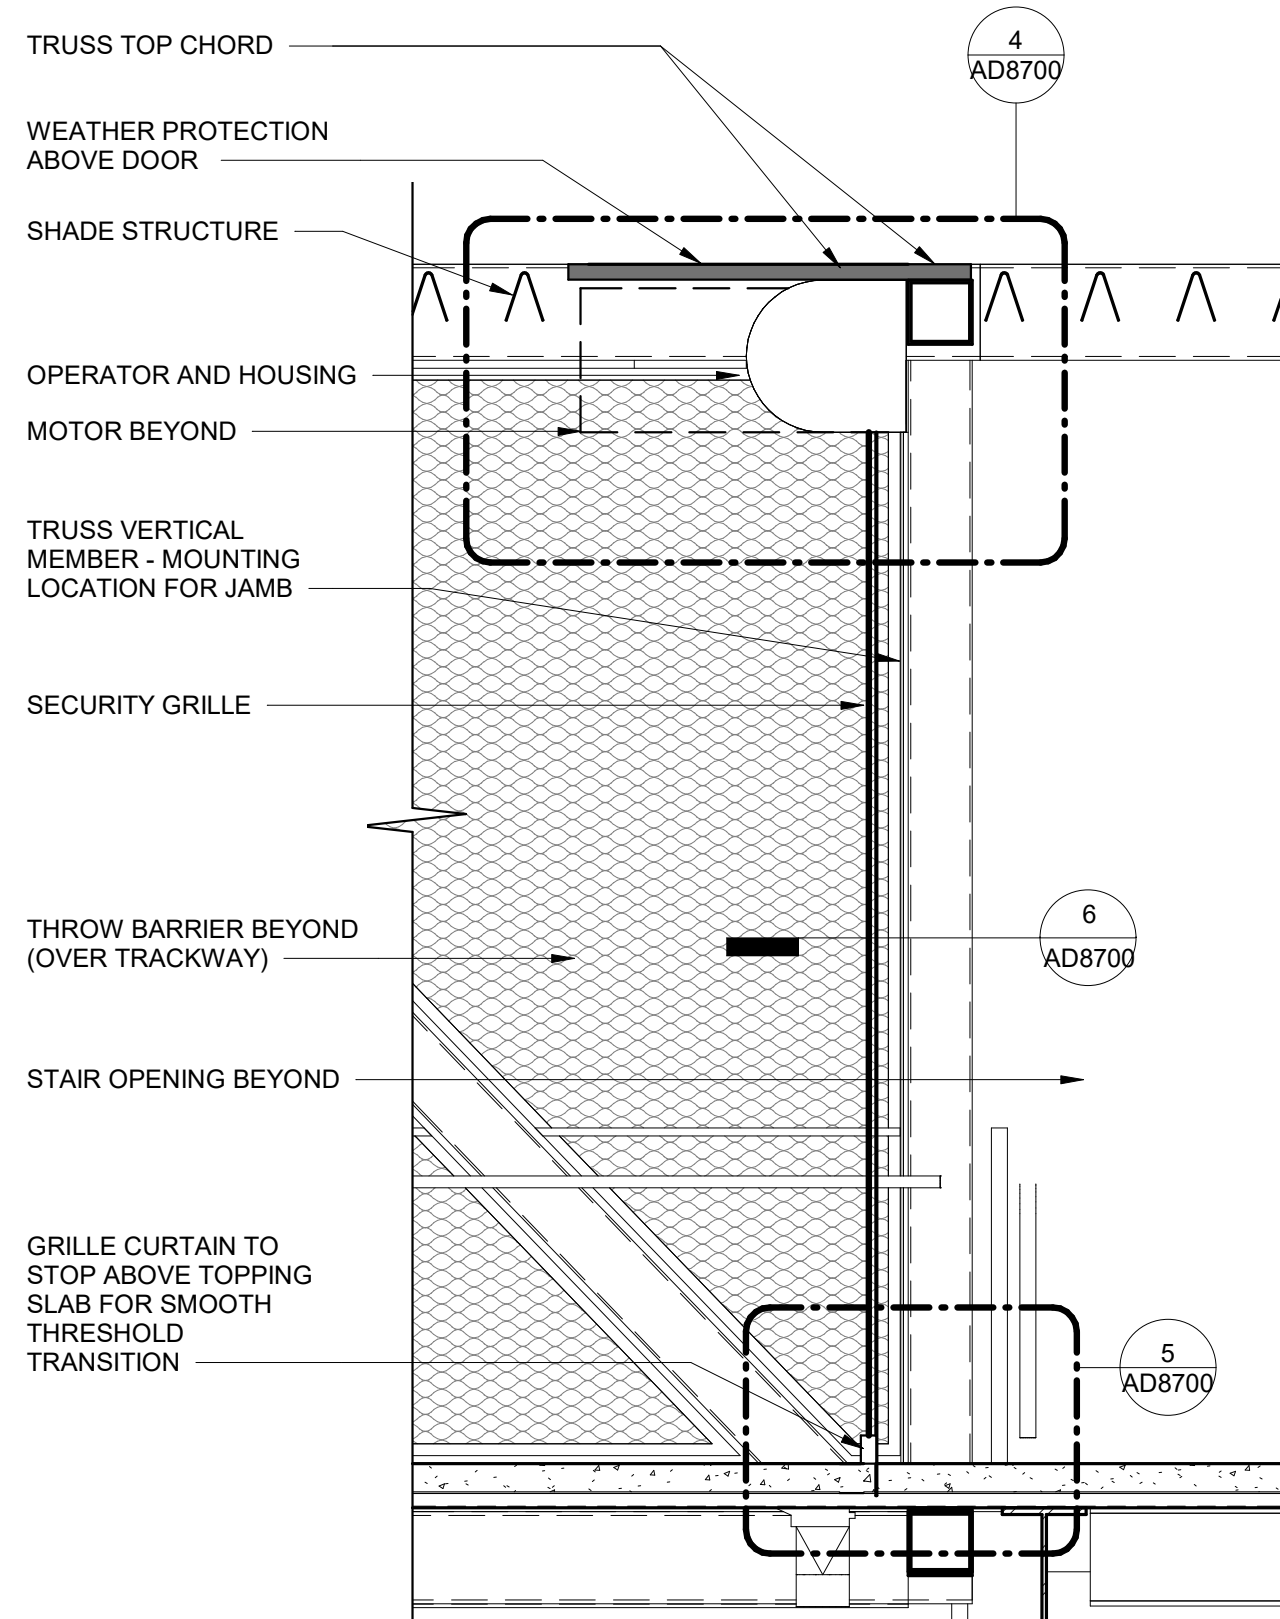 TRUSS TOP CHORD
4
AD8700
WEATHER PROTECTION
ABOVE DOOR
SHADE STRUCTURE
OPERATOR AND HOUSING
MOTOR BEYOND
TRUSS VERTICAL
MEMBER - MOUNTING
LOCATION FOR JAMB
SECURITY GRILLE
THROW BARRIER BEYOND
(OVER TRACKWAY)
6
AD8700
STAIR OPENING BEYOND
GRILLE CURTAIN TO
STOP ABOVE TOPPING
SLAB FOR SMOOTH
THRESHOLD
TRANSITION
5
AD8700